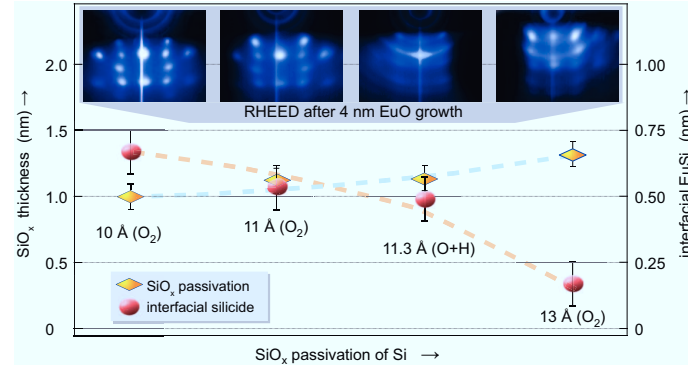 RHEED after 4 nm EuO growth
2.0
1.5
1.0
0.5
0
SiOₓ thickness (nm) →
1.00
0.75
0.50
0.25
0
interfacial EuSi
10 Å (O₂)
11 Å (O₂)
11.3 Å (O+H)
13 Å (O₂)
SiOₓ passivation
interfacial silicide
SiOₓ passivation of Si →